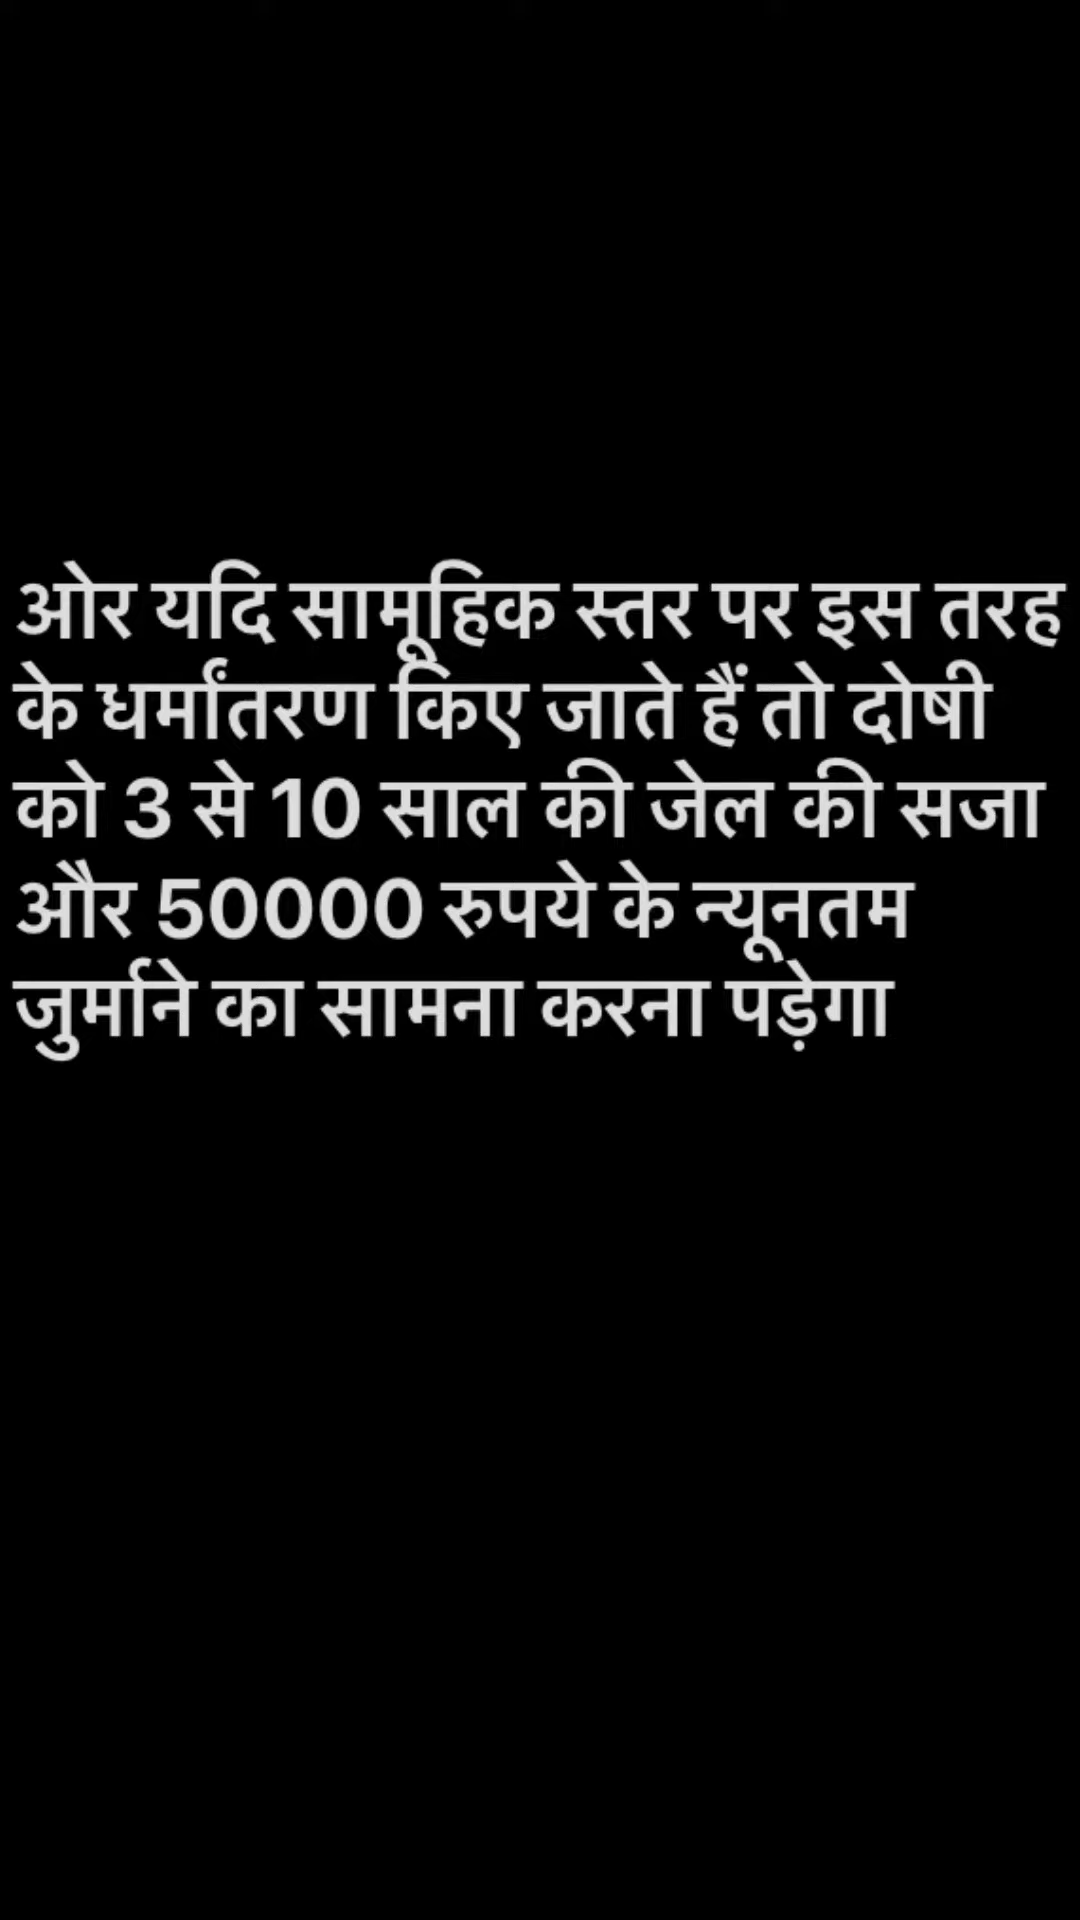 ओर यदि सामूहिक स्तर पर इस तरह
के धर्मांतरण किए जाते हैं तो दोषी
को 3 से 10 साल की जेल की सजा
और 50000 रुपये के न्यूनतम
जुर्माने का सामना करना पड़ेगा